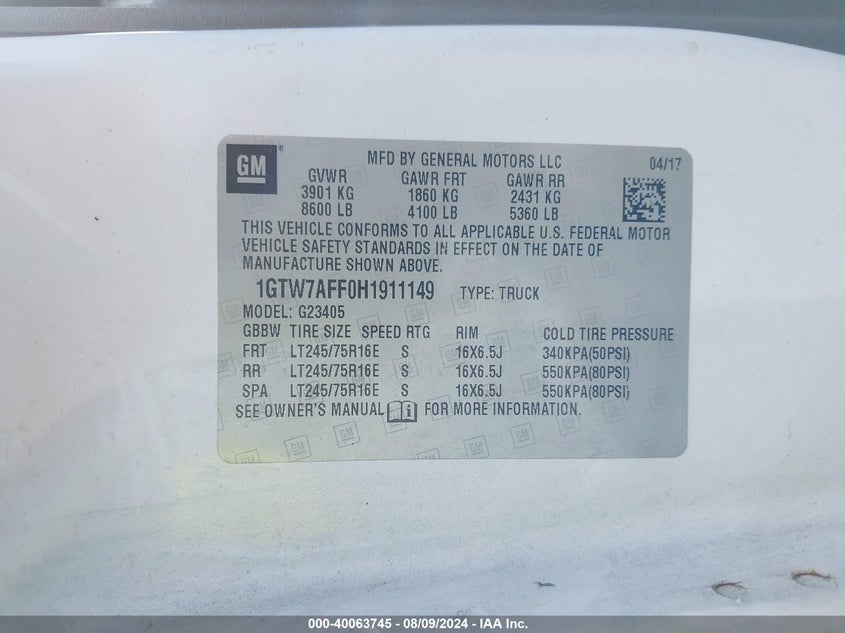 GM ® MFD BY GENERAL MOTORS LLC 04/17
GVWR GAWR FRT GAWR RR
3901 KG 1860 KG 2431 KG
8600 LB 4100 LB 5360 LB
THIS VEHICLE CONFORMS TO ALL APPLICABLE U.S. FEDERAL MOTOR
VEHICLE SAFETY STANDARDS IN EFFECT ON THE DATE OF
MANUFACTURE SHOWN ABOVE.
1GTW7AFF0H1911149 TYPE: TRUCK
MODEL: G23405
GBBW TIRE SIZE SPEED RTG RIM COLD TIRE PRESSURE
FRT LT245/75R16E S 16X6.5J 340KPA(50PSI)
RR LT245/75R16E S 16X6.5J 550KPA(80PSI)
SPA LT245/75R16E S 16X6.5J 550KPA(80PSI)
SEE OWNER'S MANUAL FOR MORE INFORMATION.
000-40063745 - 08/09/2024 - IAA Inc.